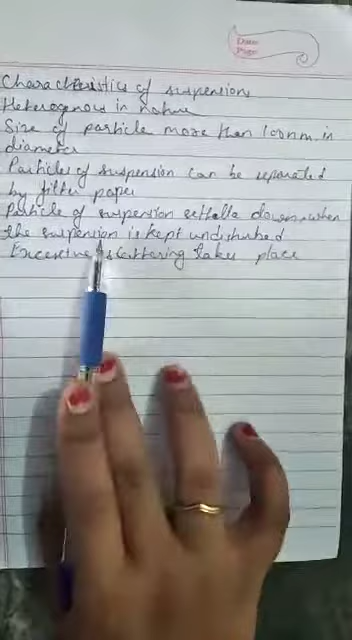 Date
Page
Characteristics of suspension
Heterogenous in nature
Size of particle more than 100nm in
diameter
Particles of suspension can be separated
by filter paper
Particle of suspension settelle down when
the suspension is kept undisturbed
Excessive scattering takes place